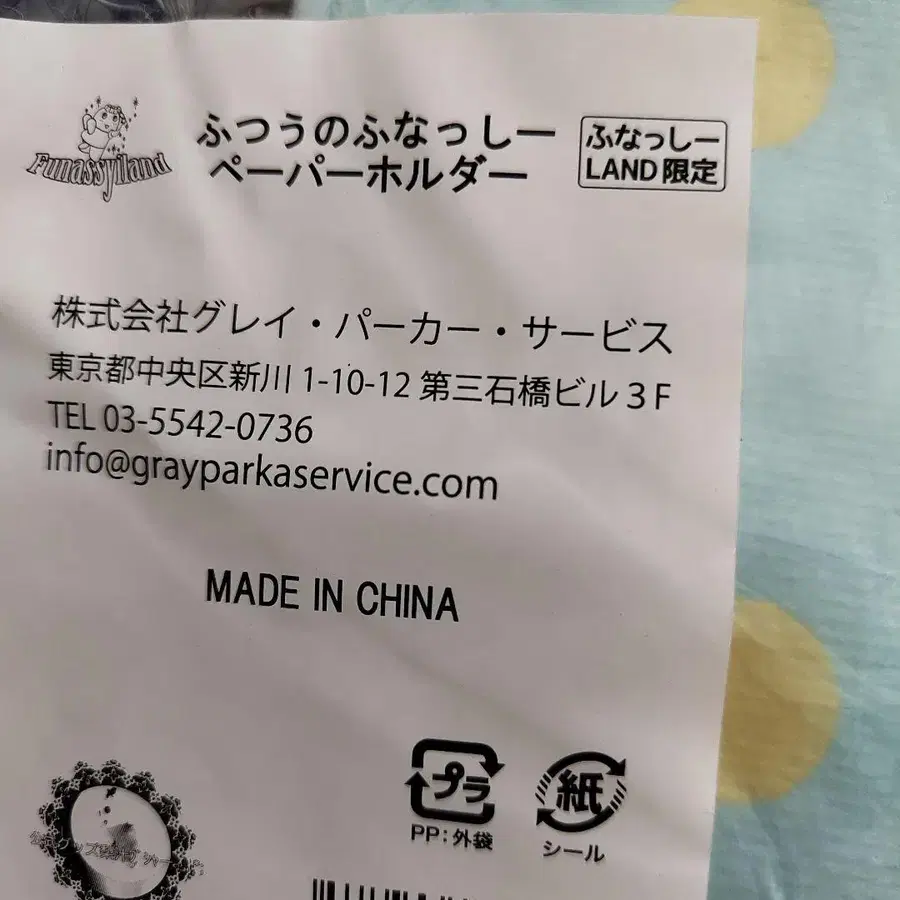 Funassyiland
ふつうのふなっしー
ペーパーホルダー
ふなっしー
LAND限定
株式会社グレイ・パーカー・サービス
東京都中央区新川 1-10-12 第三石橋ビル 3F
TEL 03-5542-0736
info@grayparkaservice.com
MADE IN CHINA
プラ
PP:外袋
紙
シール